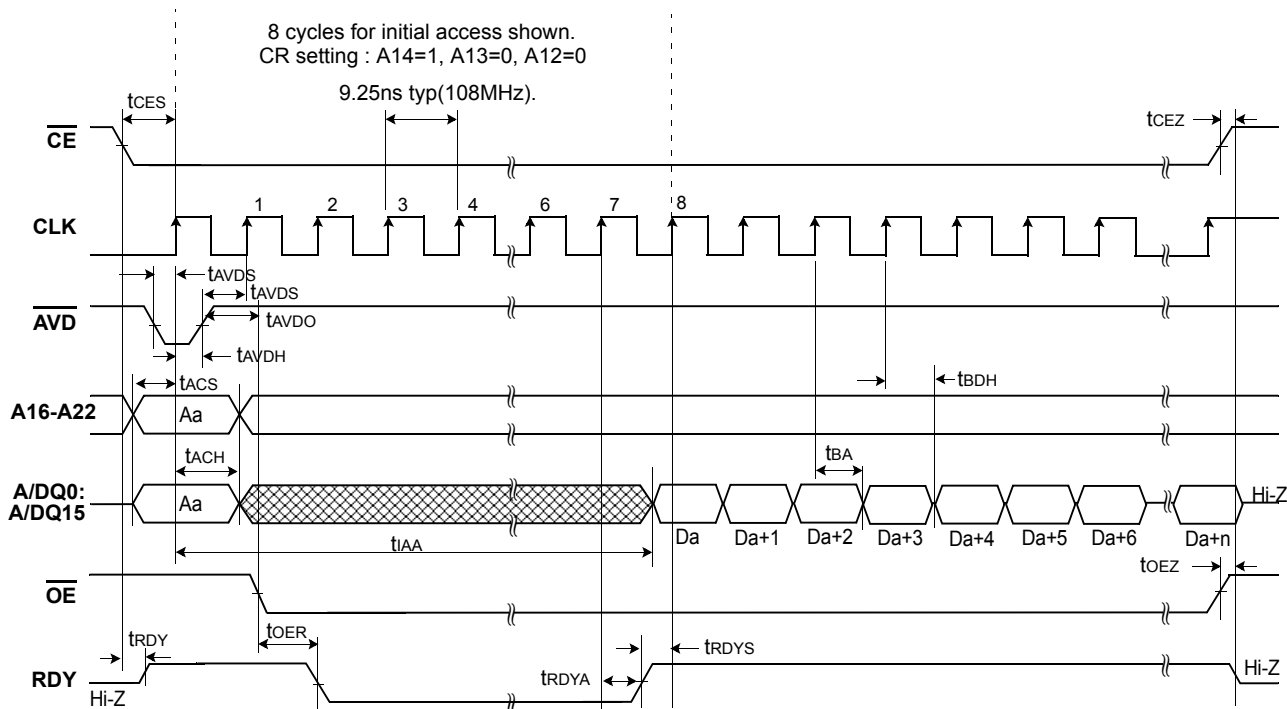 8 cycles for initial access shown.
CR setting : A14=1, A13=0, A12=0
9.25ns typ(108MHz).
tCES
tCEZ
CE
CLK
1 2 3 4 6 7 8
tAVDS
tAVDS
AVD
tAVDO
tAVDH
tACS
tBDH
A16-A22
Aa
tACH
tBA
A/DQ0:
A/DQ15
Aa
Hi-Z
tIAA
Da Da+1 Da+2 Da+3 Da+4 Da+5 Da+6 Da+n
OE
tOEZ
tOER
tRDY
tRDYS
tRDYA
RDY
Hi-Z
Hi-Z